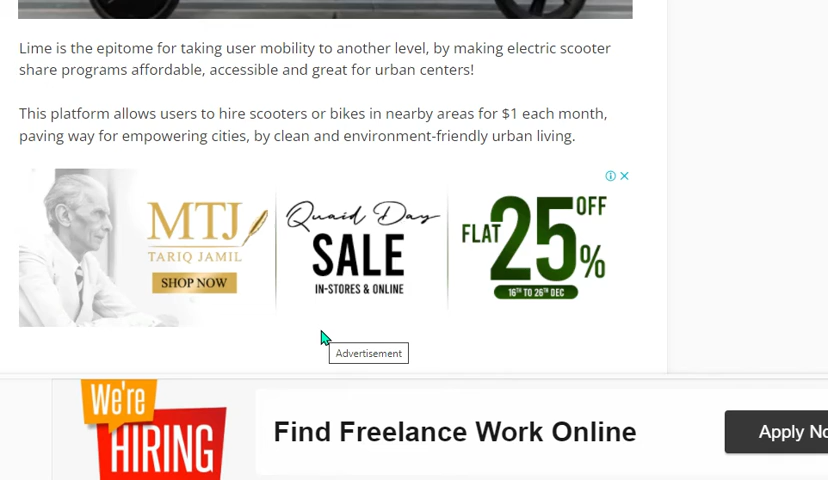 Lime is the epitome for taking user mobility to another level, by making electric scooter
share programs affordable, accessible and great for urban centers!
This platform allows users to hire scooters or bikes in nearby areas for $1 each month,
paving way for empowering cities, by clean and environment-friendly urban living.
MTJ
TARIQ JAMIL
SHOP NOW
Quaid Day
SALE
IN-STORES & ONLINE
FLAT 25% OFF
16TH TO 26TH DEC
Advertisement
We're
HIRING
Find Freelance Work Online
Apply No